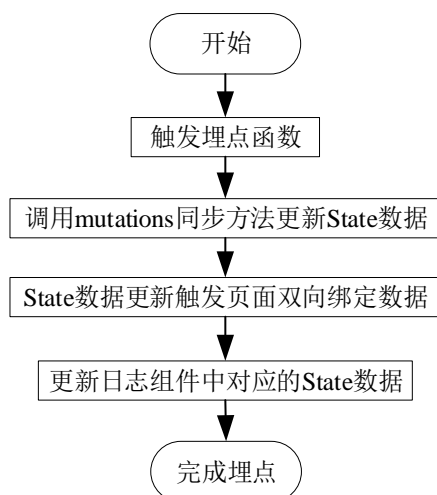 开始
触发埋点函数
调用mutations同步方法更新State数据
State数据更新触发页面双向绑定数据
更新日志组件中对应的State数据
完成埋点